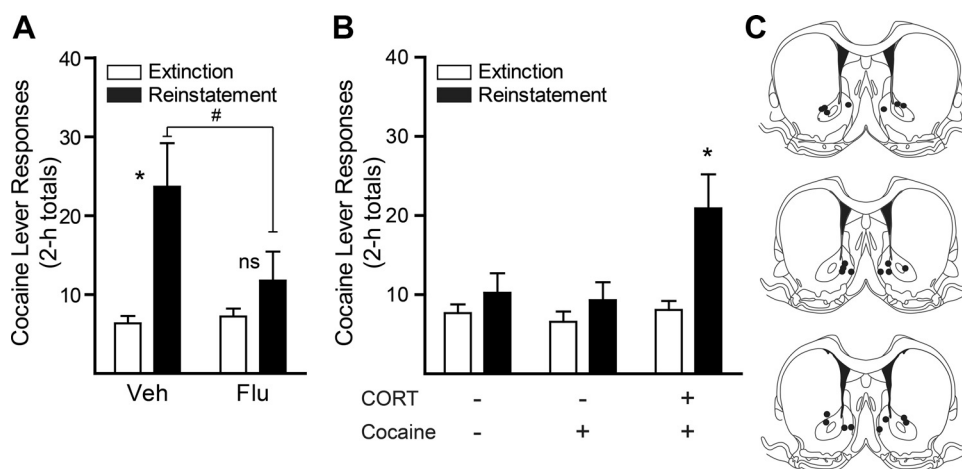 A
Cocaine Lever Responses
(2-h totals)
40
30
20
10
Extinction
Reinstatement
#
*
ns
Veh
Flu
B
Cocaine Lever Responses
(2-h totals)
40
30
20
10
Extinction
Reinstatement
*
CORT - - +
Cocaine - + +
C